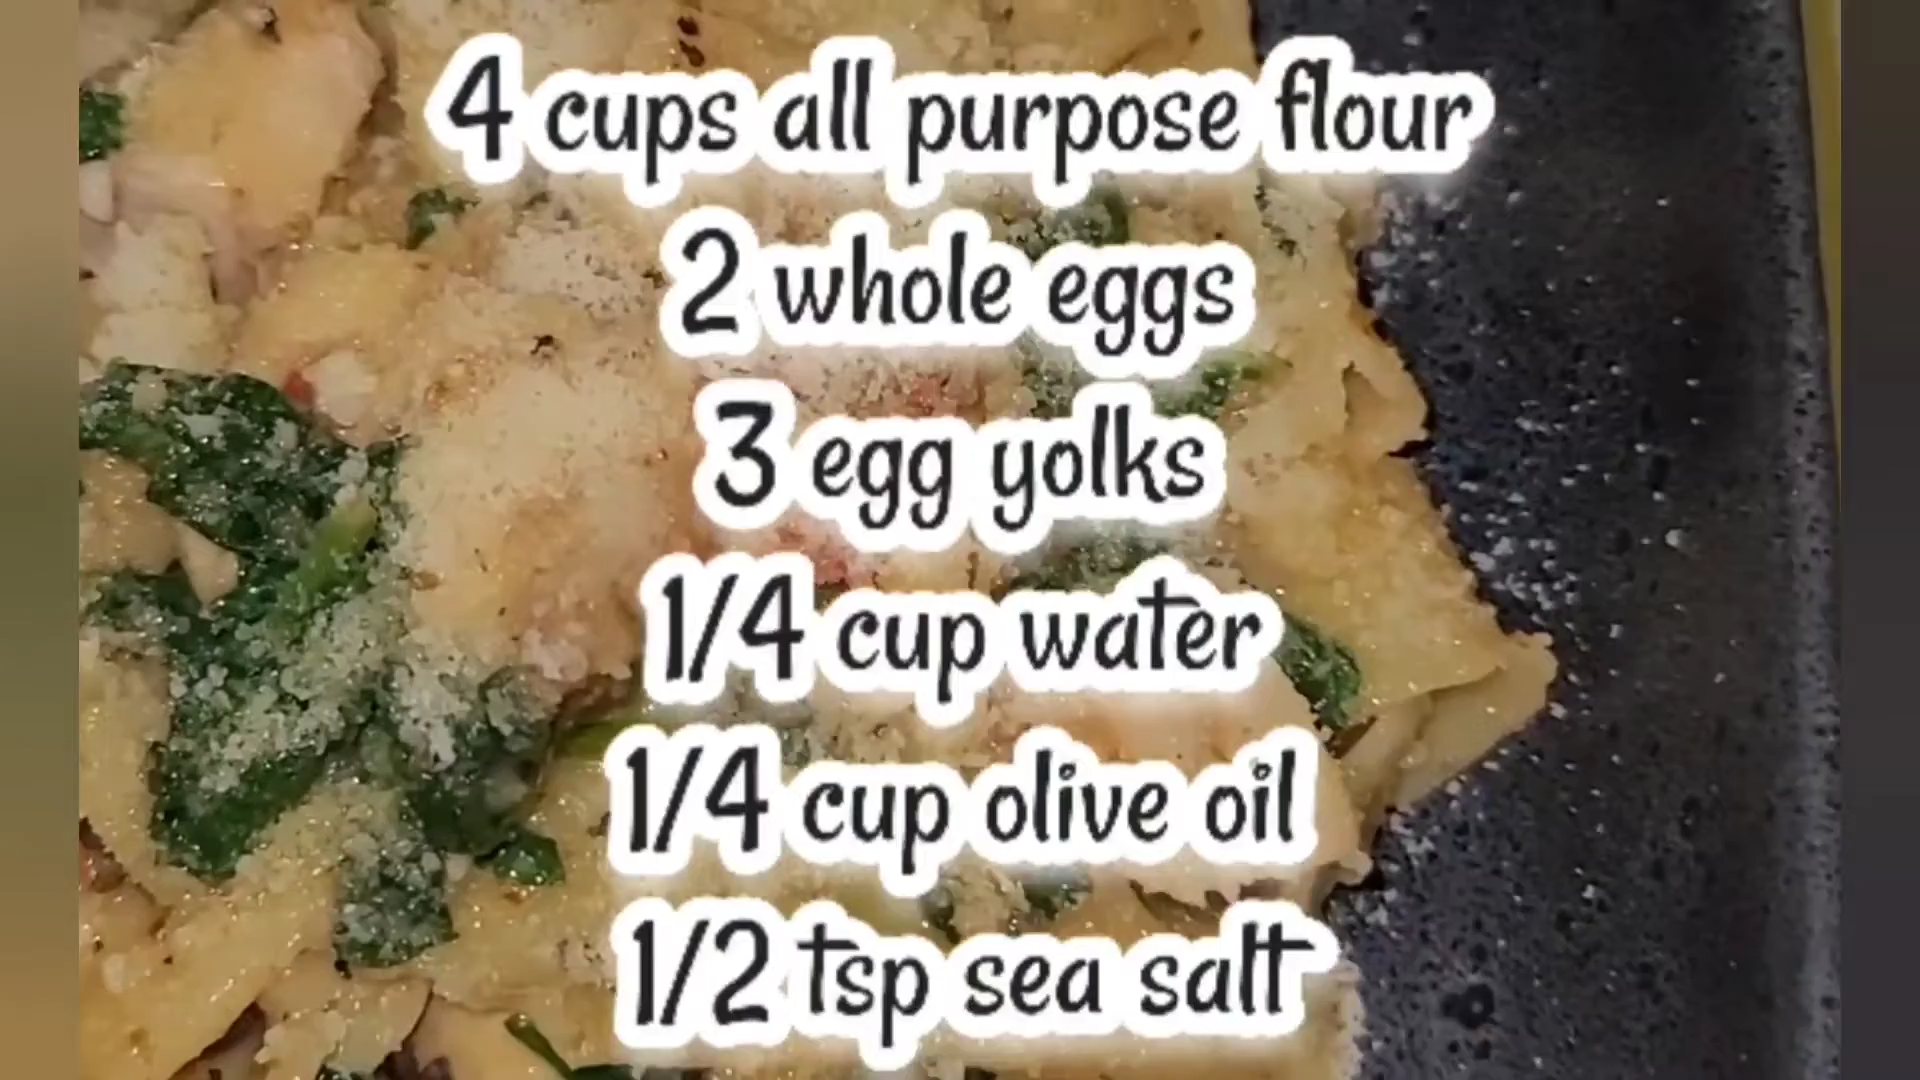 4 cups all purpose flour
2 whole eggs
3 egg yolks
1/4 cup water
1/4 cup olive oil
1/2 tsp sea salt